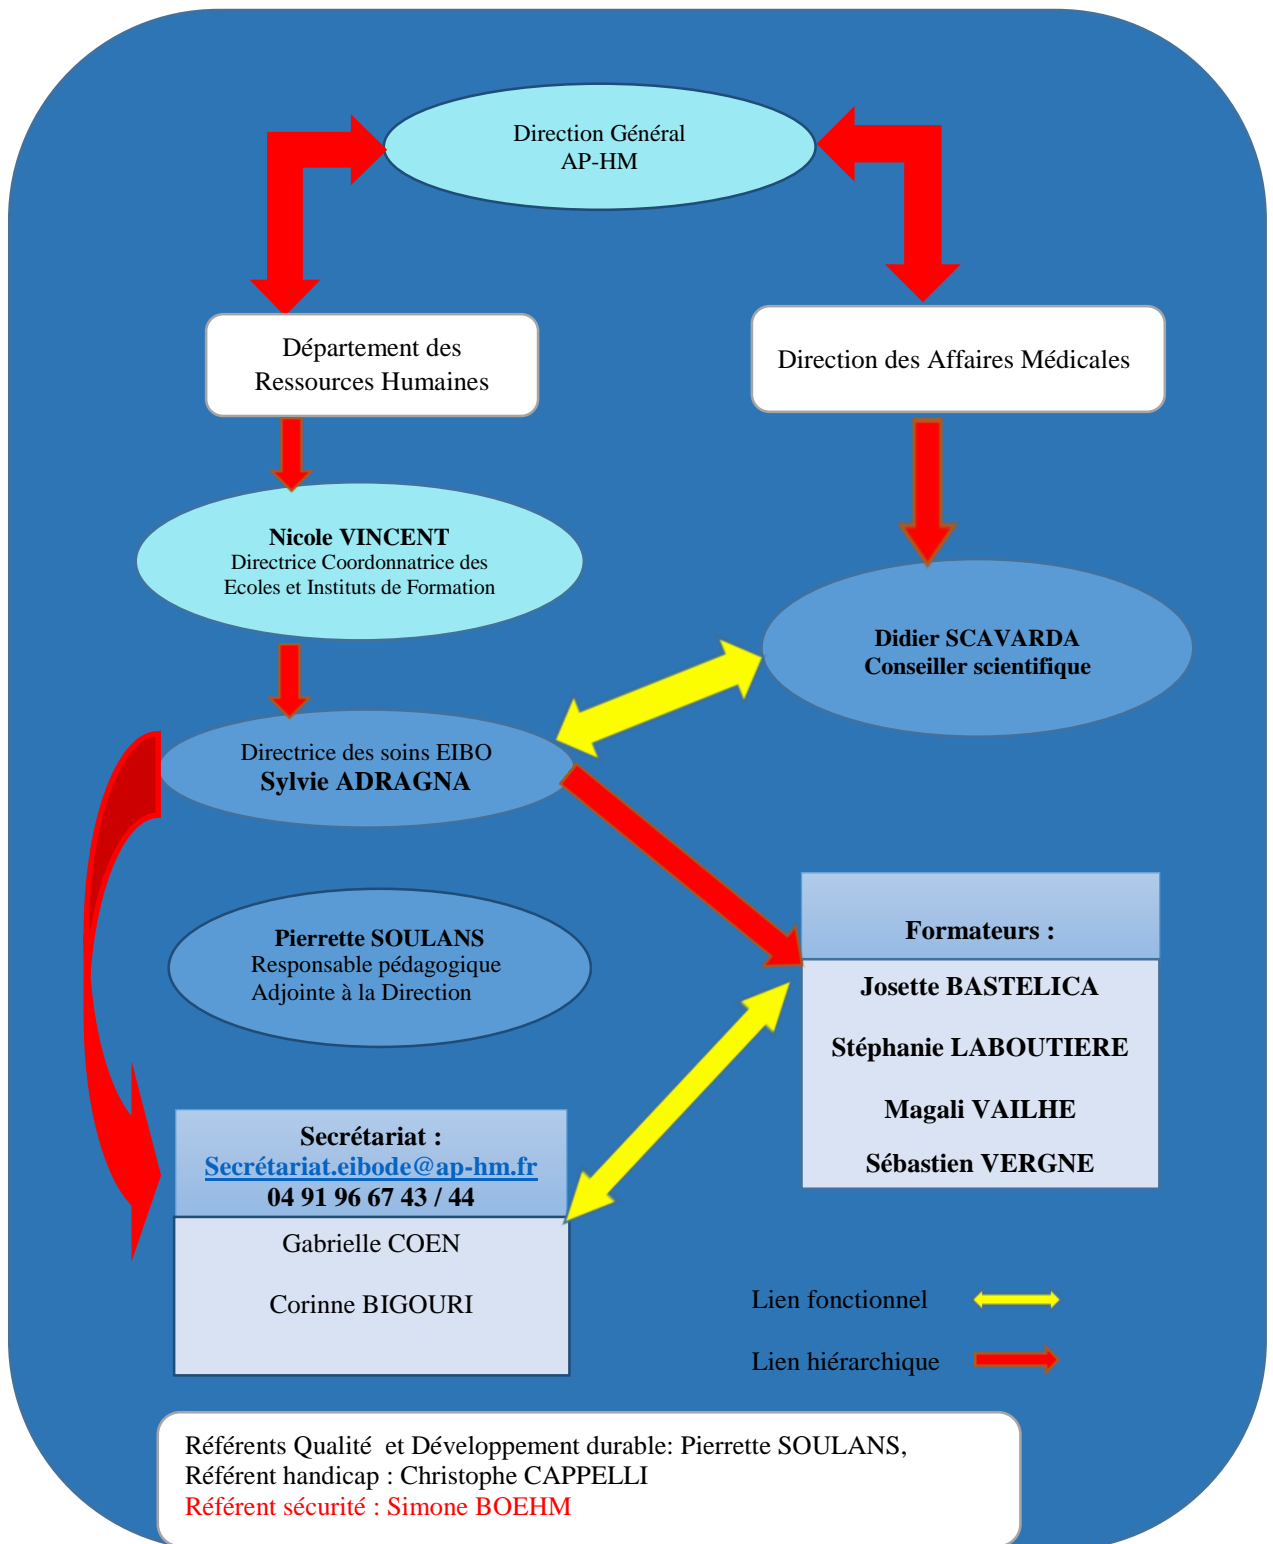 Direction Général
AP-HM
Département des
Ressources Humaines
Direction des Affaires Médicales
Nicole VINCENT
Directrice Coordonnatrice des
Ecoles et Instituts de Formation
Didier SCAVARDA
Conseiller scientifique
Directrice des soins EIBO
Sylvie ADRAGNA
Pierrette SOULANS
Responsable pédagogique
Adjointe à la Direction
Formateurs :
Josette BASTELICA
Stéphanie LABOUTIERE
Magali VAILHE
Sébastien VERGNE
Secrétariat :
Secrétariat.eibode@ap-hm.fr
04 91 96 67 43 / 44
Gabrielle COEN
Corinne BIGOURI
Lien fonctionnel
Lien hiérarchique
Référents Qualité  et Développement durable: Pierrette SOULANS,
Référent handicap : Christophe CAPPELLI
Référent sécurité : Simone BOEHM